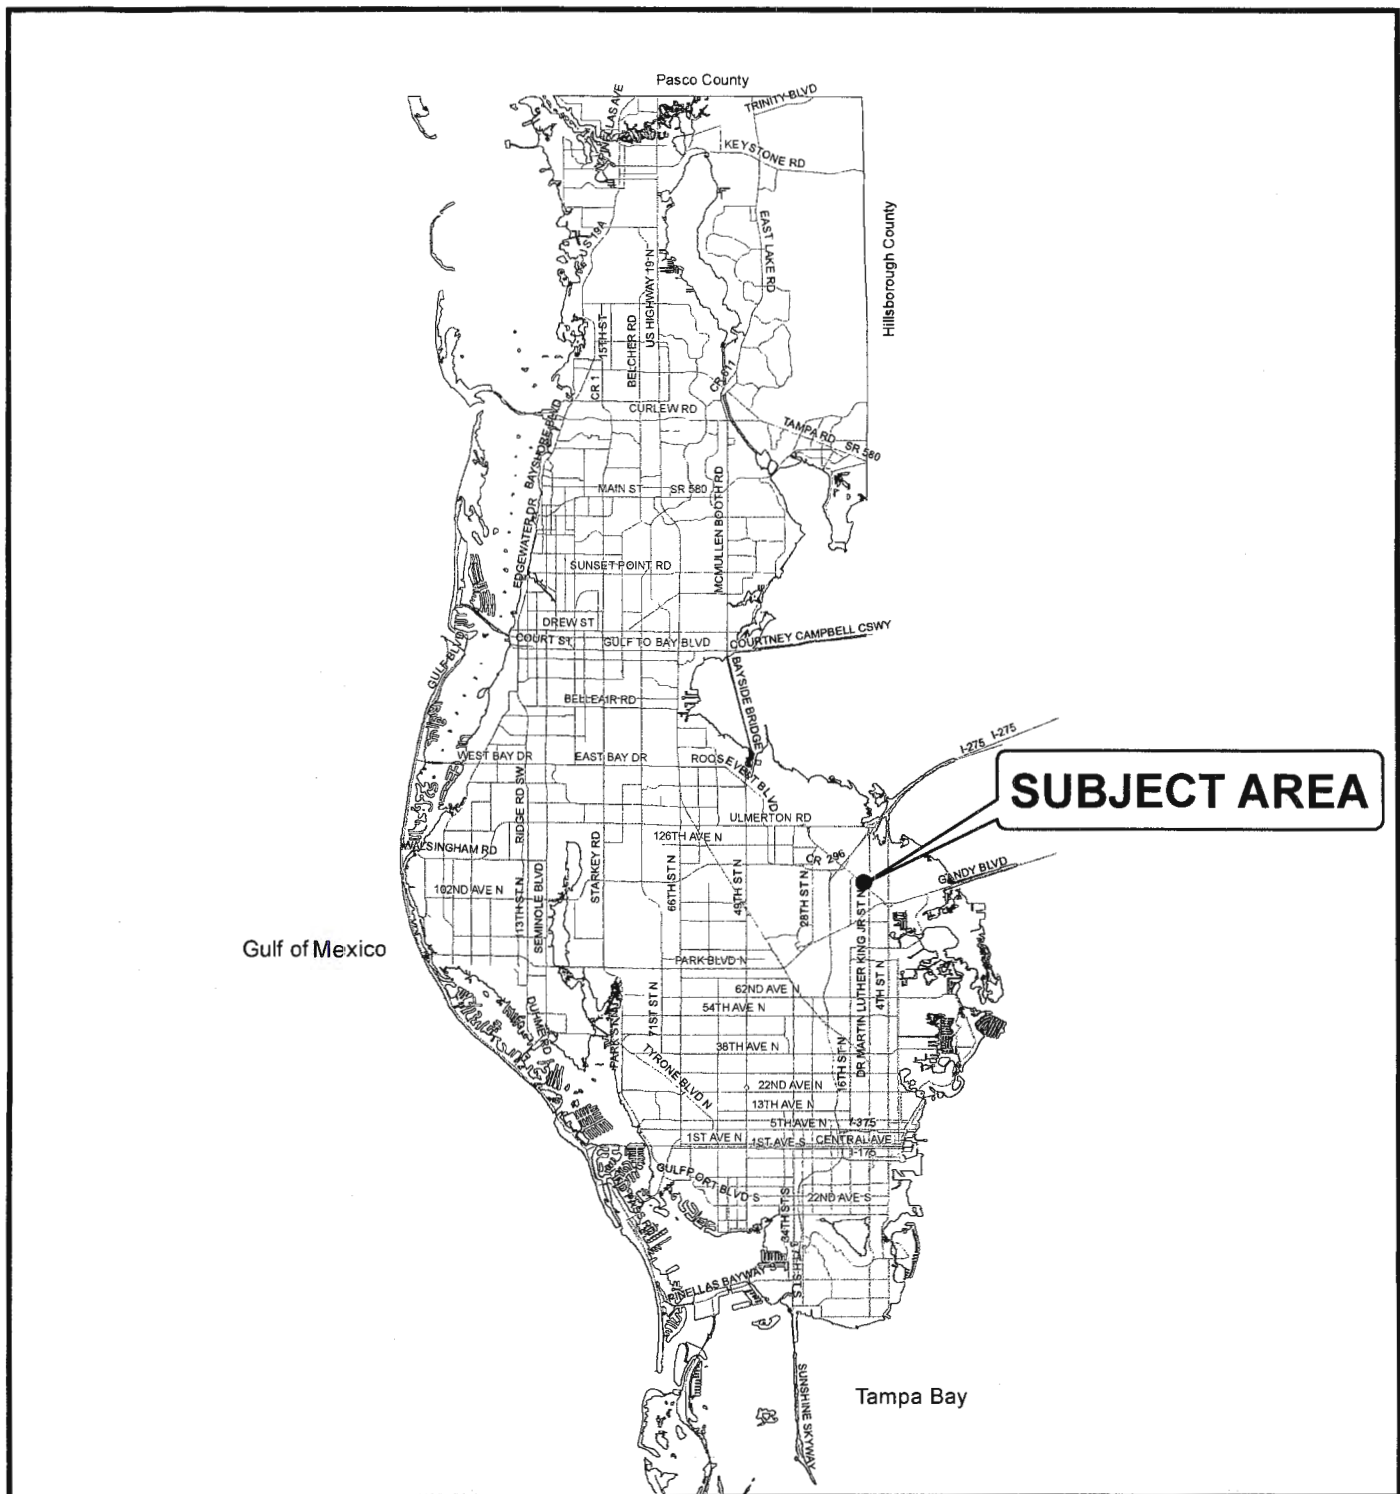 Pasco County
TRINITY BLVD
KEYSTONE RD
Hillsborough County
EAST LAKE RD
US HIGHWAY 19 N
15TH ST
BELCHER RD
CR 1
CR 611
CURLEW RD
TAMPA RD
SR 580
BAYSHORE BLVD
MAIN ST
SR 580
MCMULLEN BOOTH RD
EDGEWATER DR
SUNSET POINT RD
DREW ST
COURT ST
GULF TO BAY BLVD
COURTNEY CAMPBELL CSWY
GULF BLVD
BAYSIDE BRIDGE
BELLEAIR RD
I-275
I-275
WEST BAY DR
EAST BAY DR
ROOSEVELT BLVD
SUBJECT AREA
RIDGE RD SW
ULMERTON RD
126TH AVE N
WALSINGHAM RD
STARKEY RD
CR 296
GANDY BLVD
102ND AVE N
113TH ST N
SEMINOLE BLVD
66TH ST N
49TH ST N
28TH ST N
DR MARTIN LUTHER KING JR ST N
Gulf of Mexico
PARK BLVD N
4TH ST N
62ND AVE N
54TH AVE N
71ST ST N
DUHME RD
PARK ST N
38TH AVE N
TYRONE BLVD N
16TH ST N
22ND AVE N
13TH AVE N
5TH AVE N
I-375
1ST AVE N
1ST AVE S
CENTRAL AVE
I-175
GULFPORT BLVD S
22ND AVE S
34TH ST S
PINELLAS BAYWAY S
SUNSHINE SKYWAY
Tampa Bay